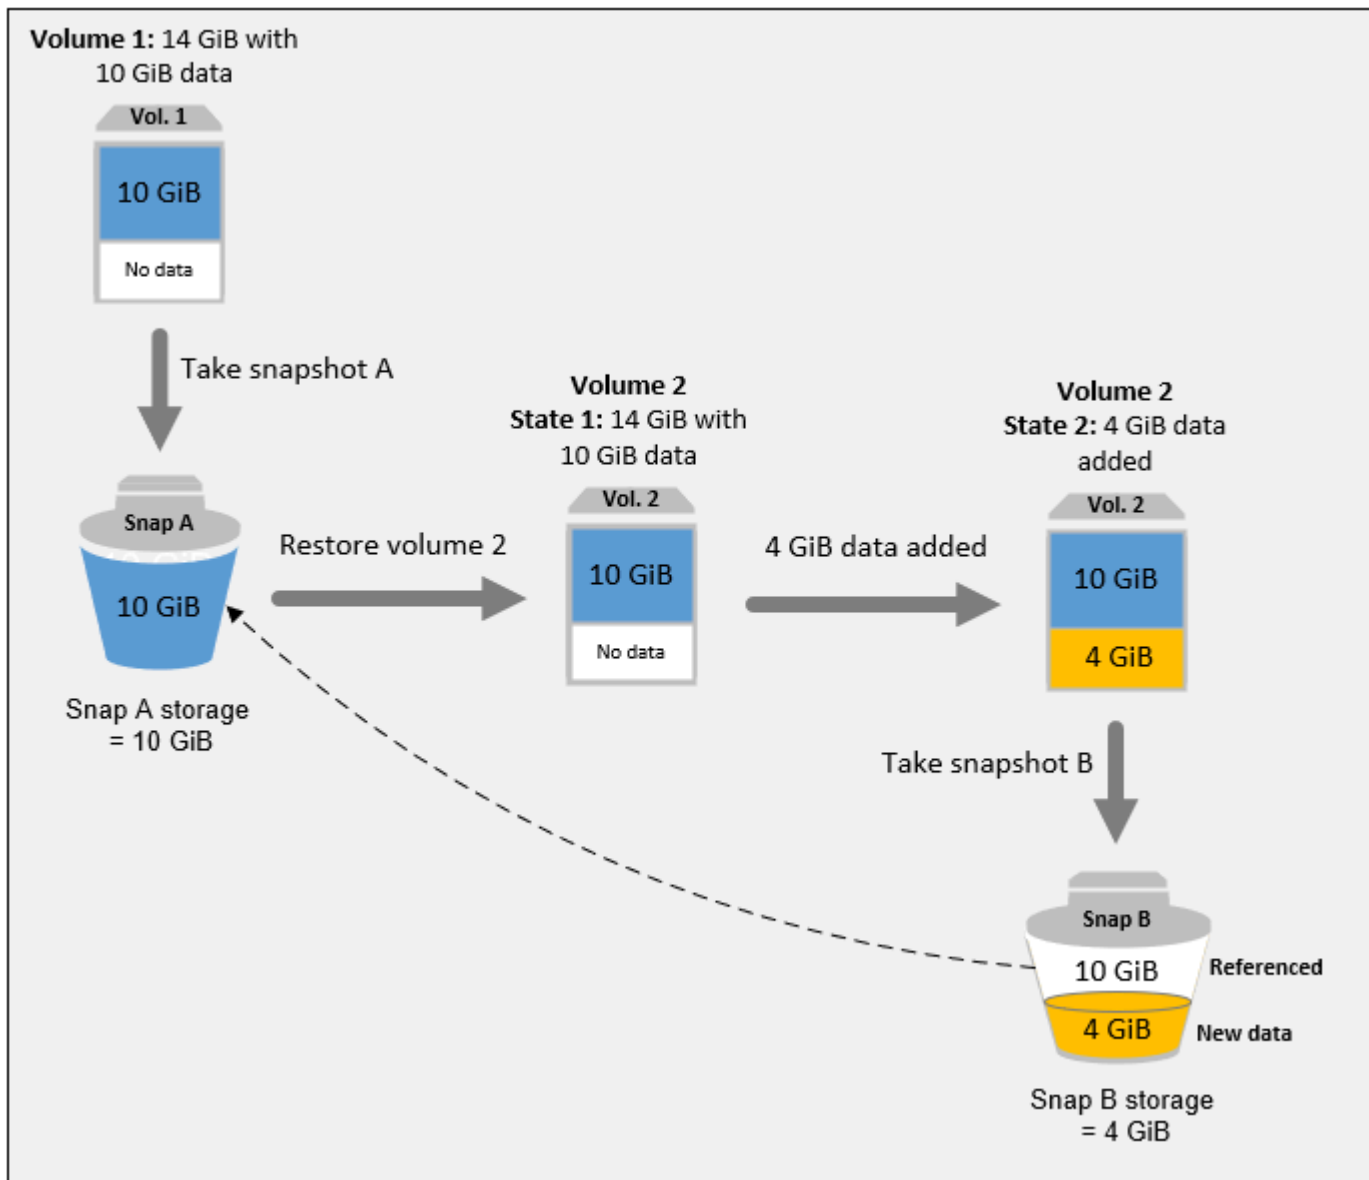 Volume 1: 14 GiB with
10 GiB data
Vol. 1
10 GiB
No data
Take snapshot A
Snap A
10 GiB
Snap A storage
= 10 GiB
Restore volume 2
Volume 2
State 1: 14 GiB with
10 GiB data
Vol. 2
10 GiB
No data
4 GiB data added
Volume 2
State 2: 4 GiB data
added
Vol. 2
10 GiB
4 GiB
Take snapshot B
Snap B
10 GiB
Referenced
4 GiB
New data
Snap B storage
= 4 GiB